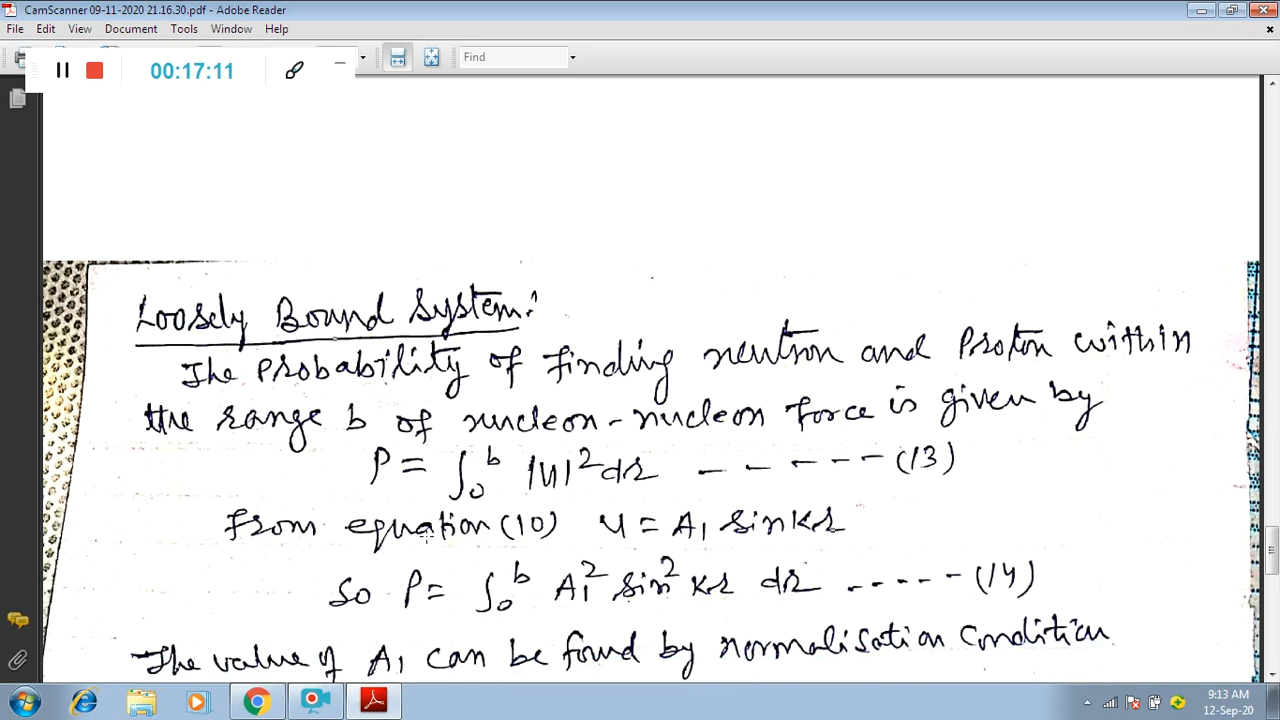 CamScanner 09-11-2020 21.16.30.pdf - Adobe Reader
File Edit View Document Tools Window Help
00:17:11
Find
Loosely Bound System:
The Probability of finding neutron and Proton within
the range b of nucleon-nucleon force is given by
P = ∫₀ᵇ |u|² dr - - - - - - (13)
From equation (10) u = A₁ sin kr
So P = ∫₀ᵇ A₁² sin² kr dr - - - - - - (14)
The value of A₁ can be found by normalisation Condition
9:13 AM
12-Sep-20